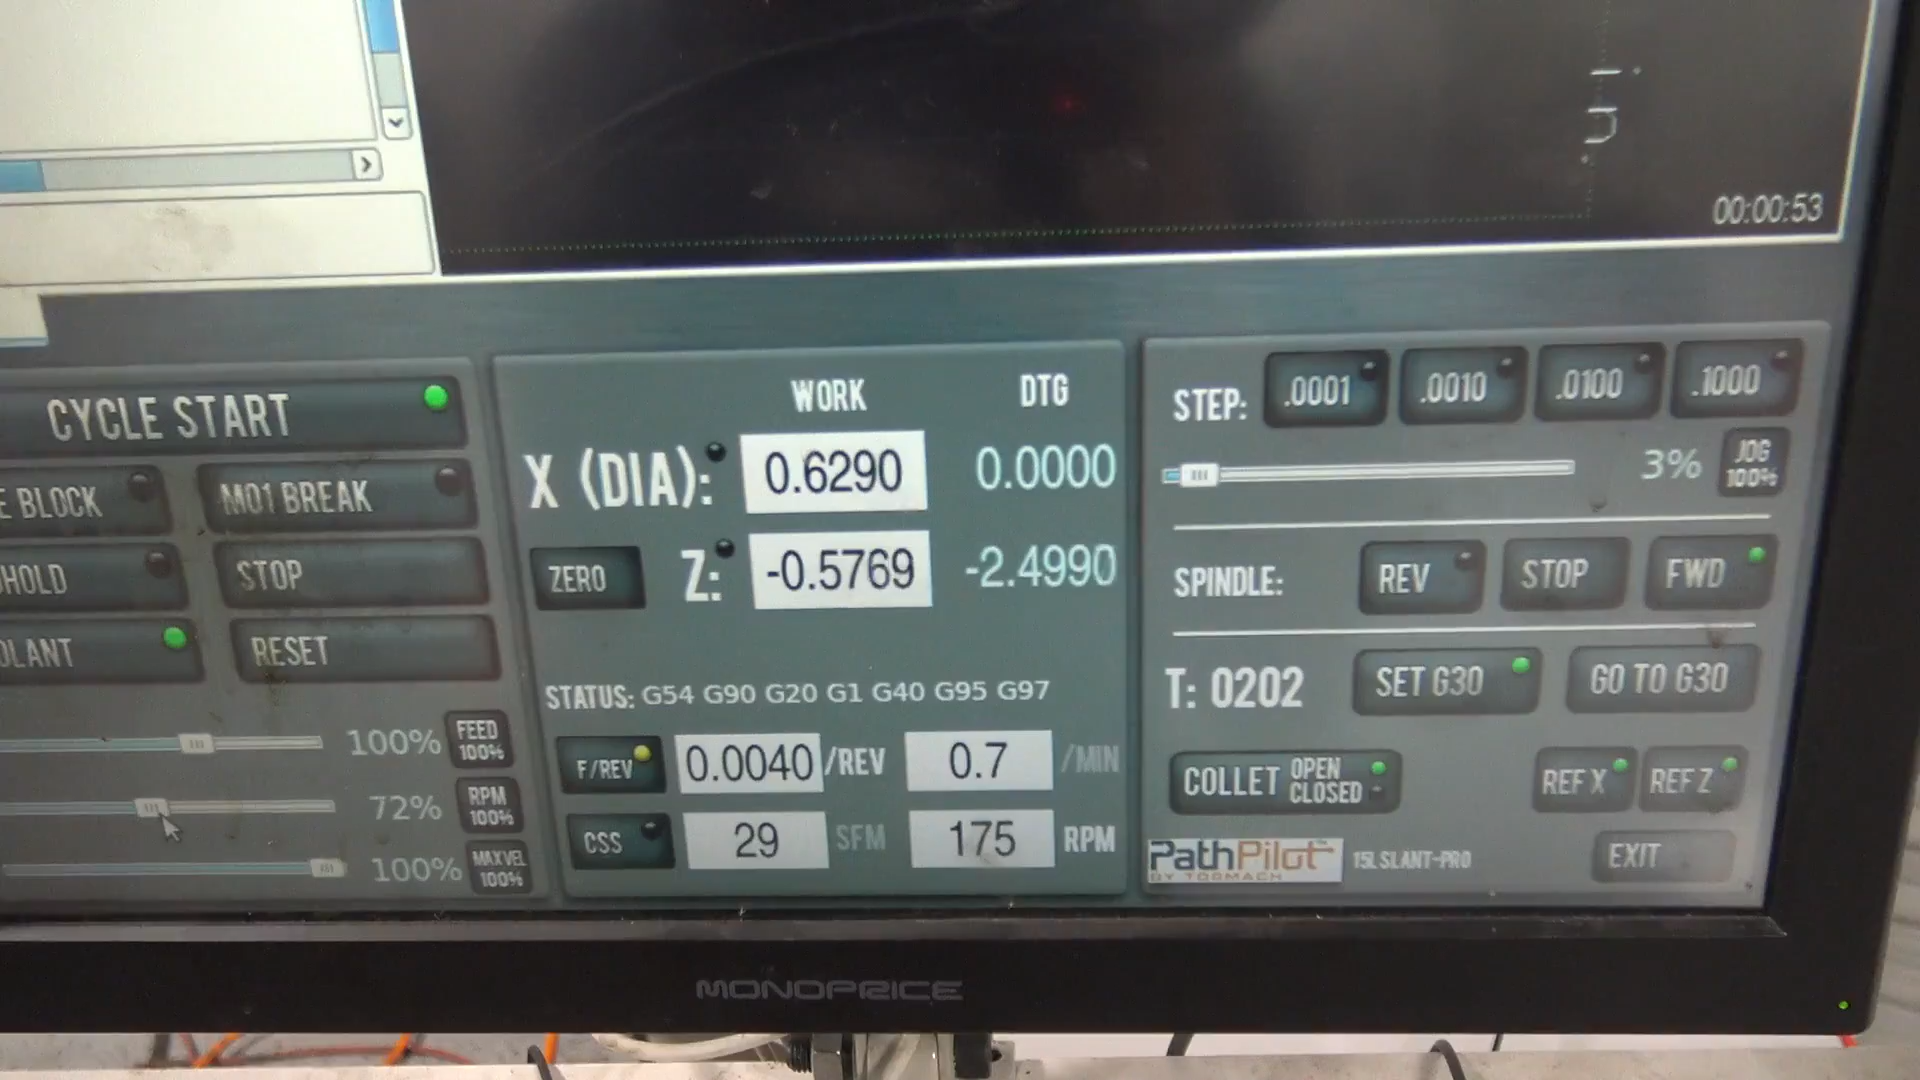 00:00:53
CYCLE START
E BLOCK
M01 BREAK
HOLD
STOP
OLANT
RESET
100%
FEED
100%
72%
RPM
100%
100%
MAXVEL
100%
WORK
DTG
X (DIA):
0.6290
0.0000
ZERO
Z:
-0.5769
-2.4990
STATUS: G54 G90 G20 G1 G40 G95 G97
F/REV
0.0040 /REV
0.7 /MIN
CSS
29 SFM
175 RPM
STEP: .0001 .0010 .0100 .1000
3%
JOG
100%
SPINDLE: REV STOP FWD
T: 0202
SET G30
GO TO G30
COLLET OPEN
CLOSED
REF X
REF Z
PathPilot™
BY TORMACH
15L SLANT-PRO
EXIT
MONOPRICE